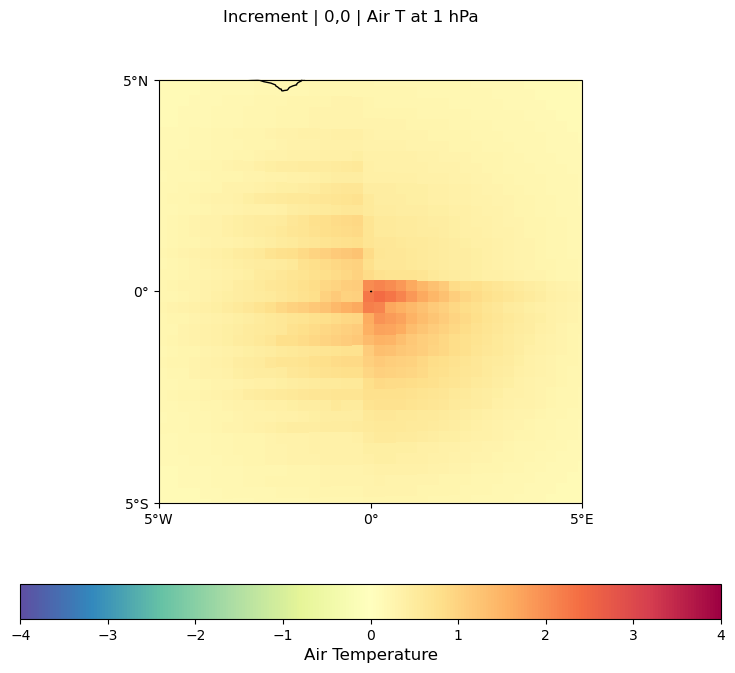 Increment | 0,0 | Air T at 1 hPa
5°N
0°
5°S
5°W 0° 5°E
−4 −3 −2 −1 0 1 2 3 4
Air Temperature